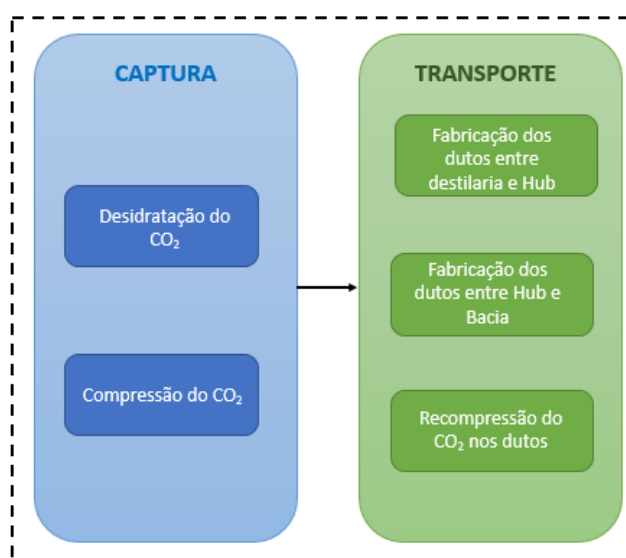 CAPTURA
Desidratação do
CO₂
Compressão do CO₂
TRANSPORTE
Fabricação dos
dutos entre
destilaria e Hub
Fabricação dos
dutos entre Hub e
Bacia
Recompressão do
CO₂ nos dutos